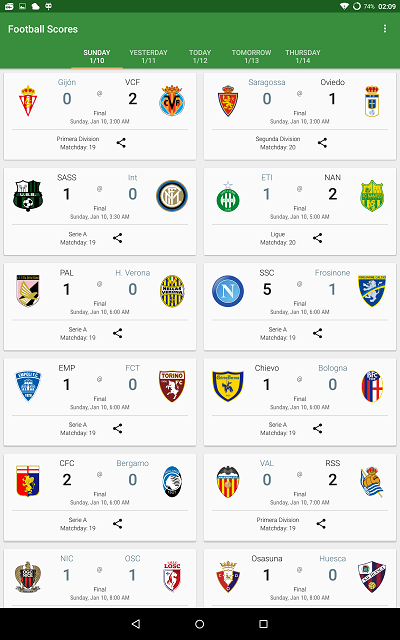 74% 02:09
Football Scores
SUNDAY 1/10
YESTERDAY 1/11
TODAY 1/12
TOMORROW 1/13
THURSDAY 1/14
Gijón @ VCF
0 2
Final
Sunday, Jan 10, 3:00 AM
Primera Division
Matchday: 19
Saragossa @ Oviedo
0 1
Final
Sunday, Jan 10, 3:00 AM
Segunda Division
Matchday: 20
SASS @ Int
1 0
Final
Sunday, Jan 10, 3:30 AM
Serie A
Matchday: 19
ETI @ NAN
1 2
Final
Sunday, Jan 10, 5:00 AM
Ligue
Matchday: 20
PAL @ H. Verona
1 0
Final
Sunday, Jan 10, 6:00 AM
Serie A
Matchday: 19
SSC @ Frosinone
5 1
Final
Sunday, Jan 10, 6:00 AM
Serie A
Matchday: 19
EMP @ FCT
1 0
Final
Sunday, Jan 10, 6:00 AM
Serie A
Matchday: 19
Chievo @ Bologna
1 0
Final
Sunday, Jan 10, 6:00 AM
Serie A
Matchday: 19
CFC @ Bergamo
2 0
Final
Sunday, Jan 10, 6:00 AM
Serie A
Matchday: 19
VAL @ RSS
0 2
Final
Sunday, Jan 10, 7:00 AM
Primera Division
Matchday: 19
NIC @ OSC
1 1
Final
Sunday, Jan 10, 8:00 AM
Osasuna @ Huesca
1 0
Final
Sunday, Jan 10, 8:00 AM